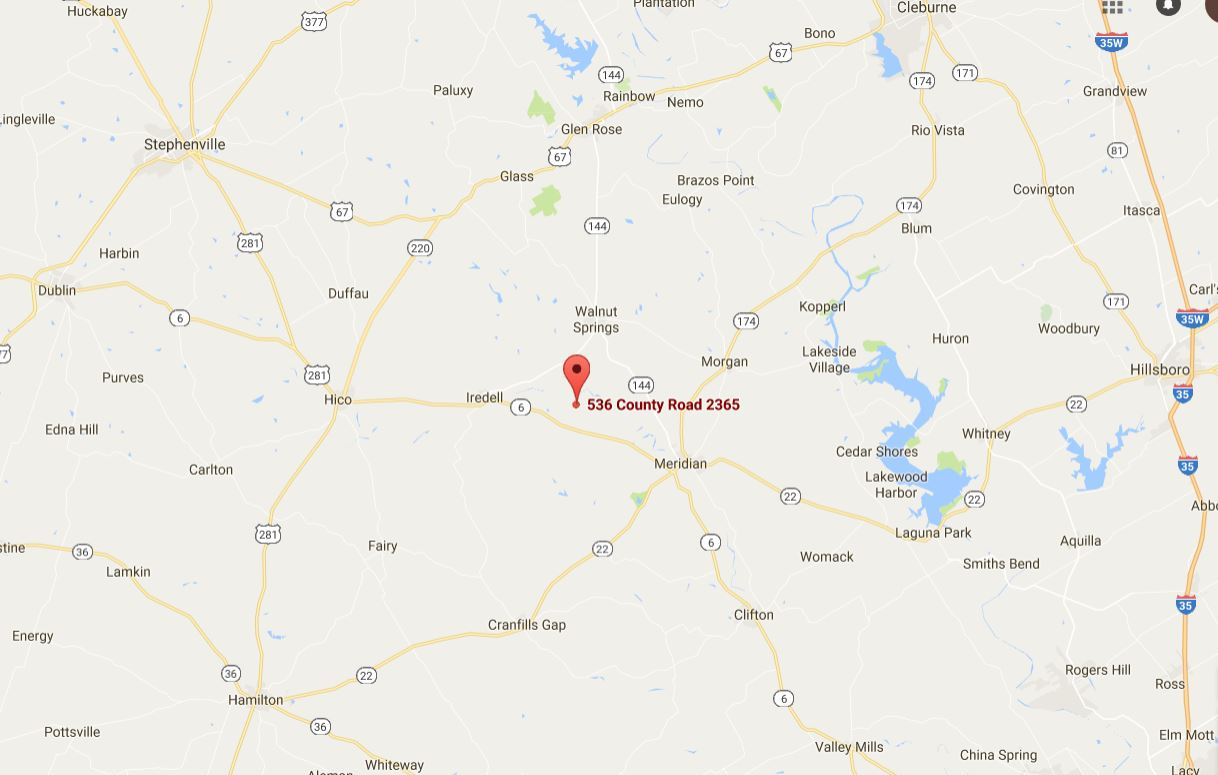 Huckabay
377
Plantation
Cleburne
Bono
67
35W
144
174
171
Paluxy
Rainbow
Nemo
Grandview
Glen Rose
Rio Vista
Stephenville
67
81
Glass
Brazos Point
Eulogy
Covington
67
174
Itasca
281
220
144
Blum
Harbin
Dublin
Duffau
6
Walnut
Springs
Kopperl
174
171
35W
Woodbury
Huron
Lakeside
Village
Morgan
Hillsboro
281
Purves
144
35
Hico
Iredell
6
536 County Road 2365
22
Edna Hill
Whitney
Cedar Shores
Carlton
Meridian
35
Lakewood
Harbor
22
22
281
Laguna Park
Fairy
22
6
Aquilla
36
Womack
Smiths Bend
Lamkin
35
Clifton
Cranfills Gap
Energy
36
22
Rogers Hill
Ross
Hamilton
6
36
Pottsville
Elm Mott
Valley Mills
China Spring
Whiteway
Lacy